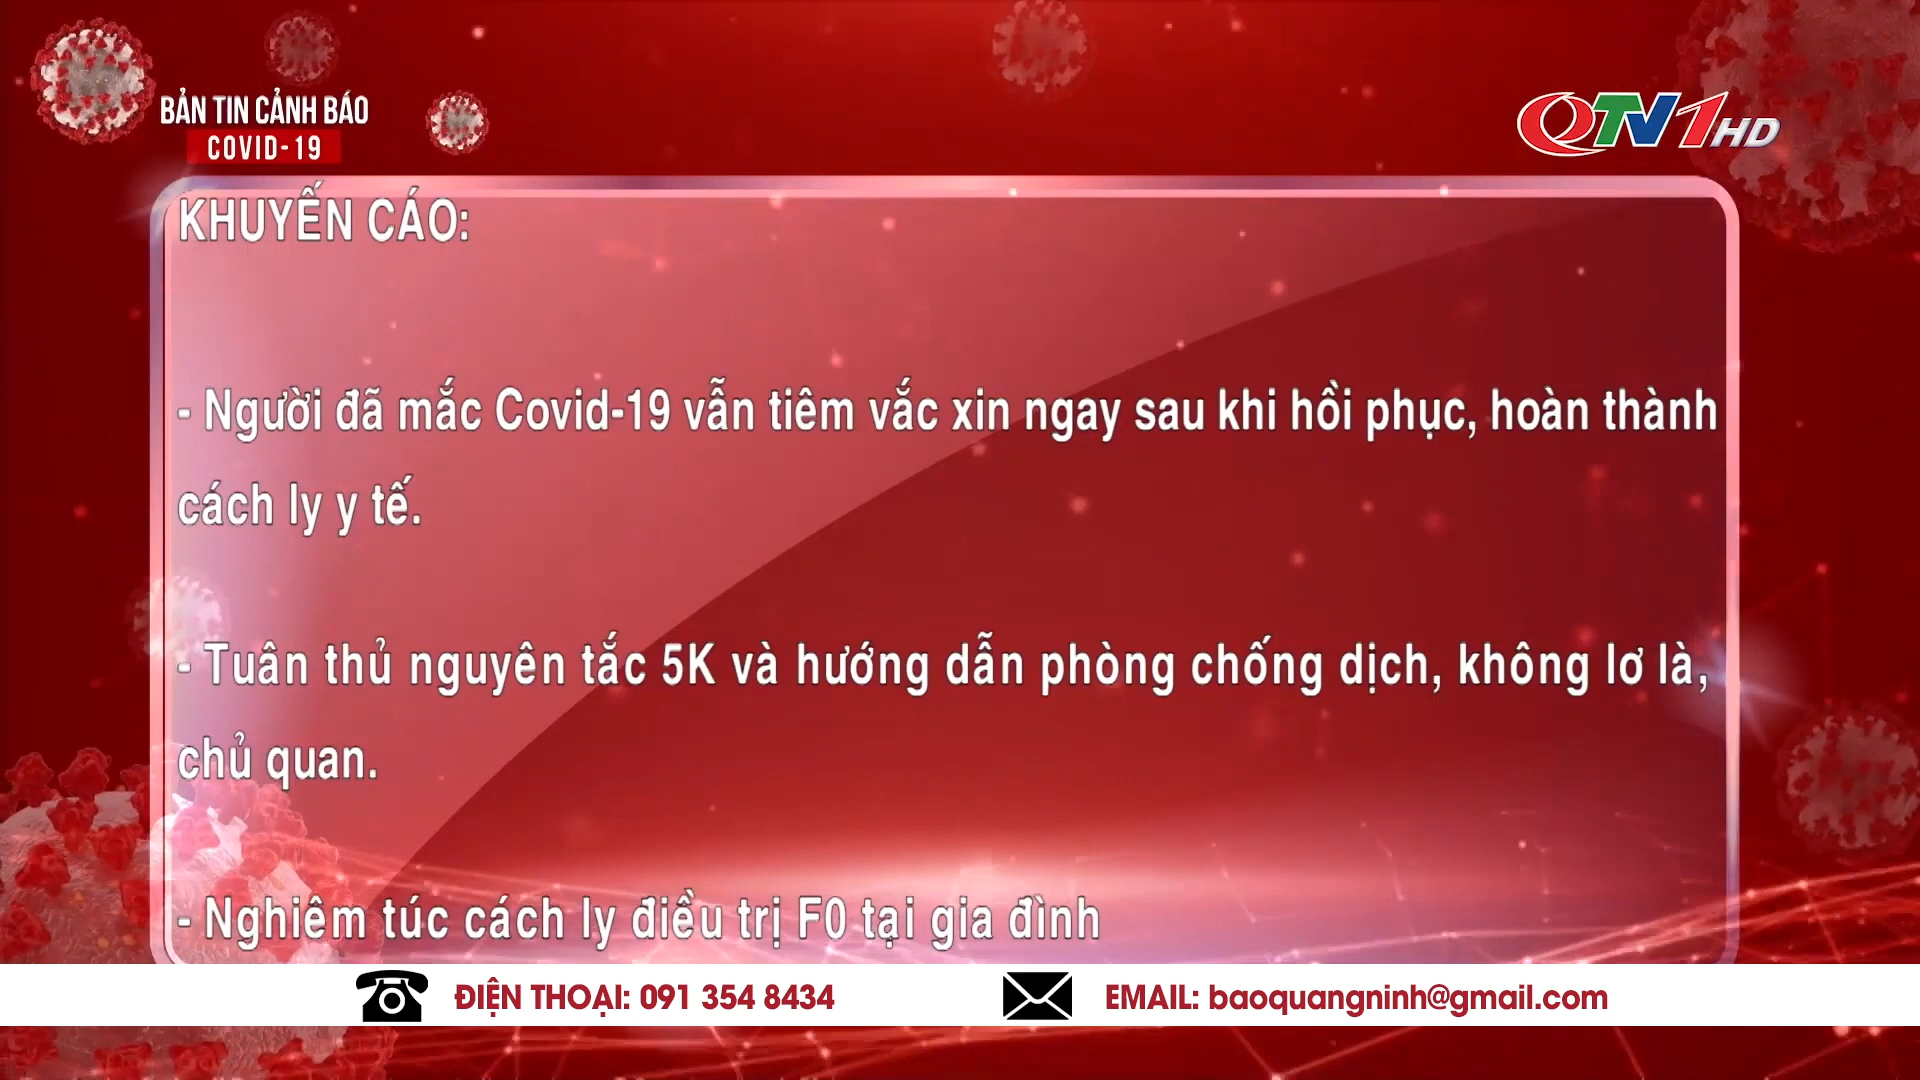 BẢN TIN CẢNH BÁO
COVID-19
QTV1HD
KHUYẾN CÁO:
- Người đã mắc Covid-19 vẫn tiêm vắc xin ngay sau khi hồi phục, hoàn thành
cách ly y tế.
- Tuân thủ nguyên tắc 5K và hướng dẫn phòng chống dịch, không lơ là,
chủ quan.
- Nghiêm túc cách ly điều trị F0 tại gia đình
ĐIỆN THOẠI: 091 354 8434
EMAIL: baoquangninh@gmail.com